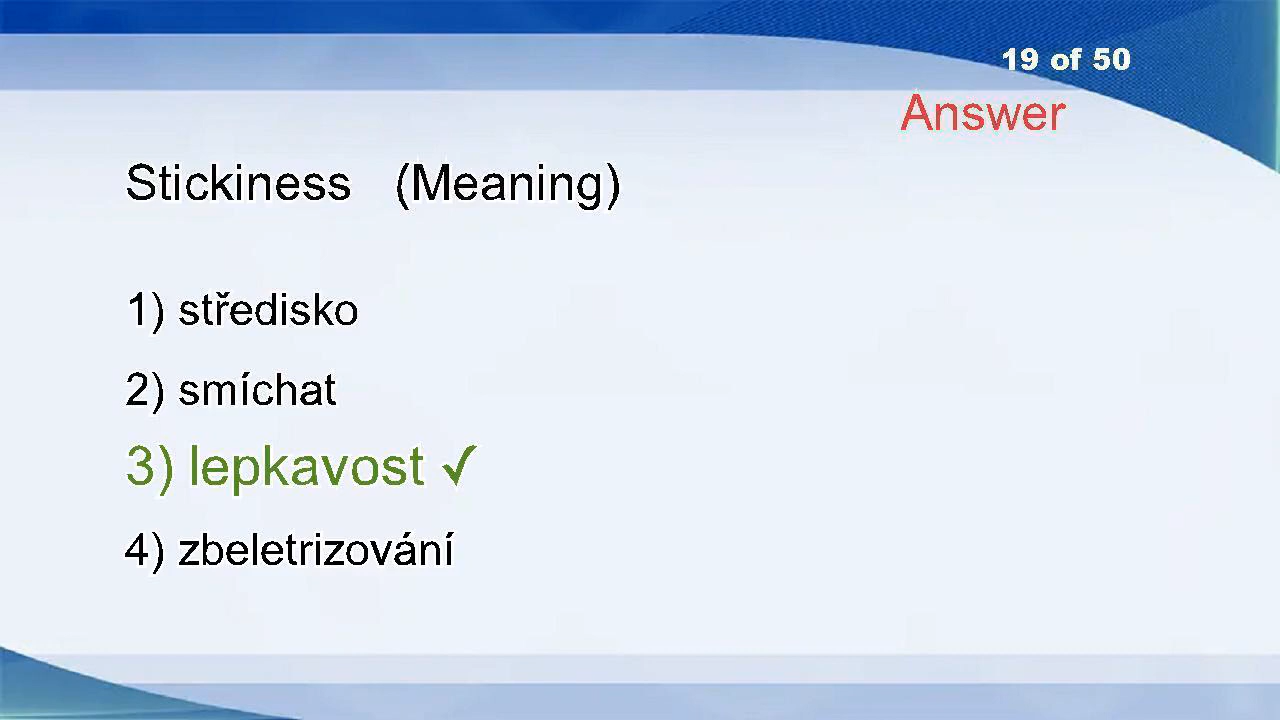 19 of 50
Answer
Stickiness (Meaning)
1) středisko
2) smíchat
3) lepkavost ✓
4) zbeletrizování